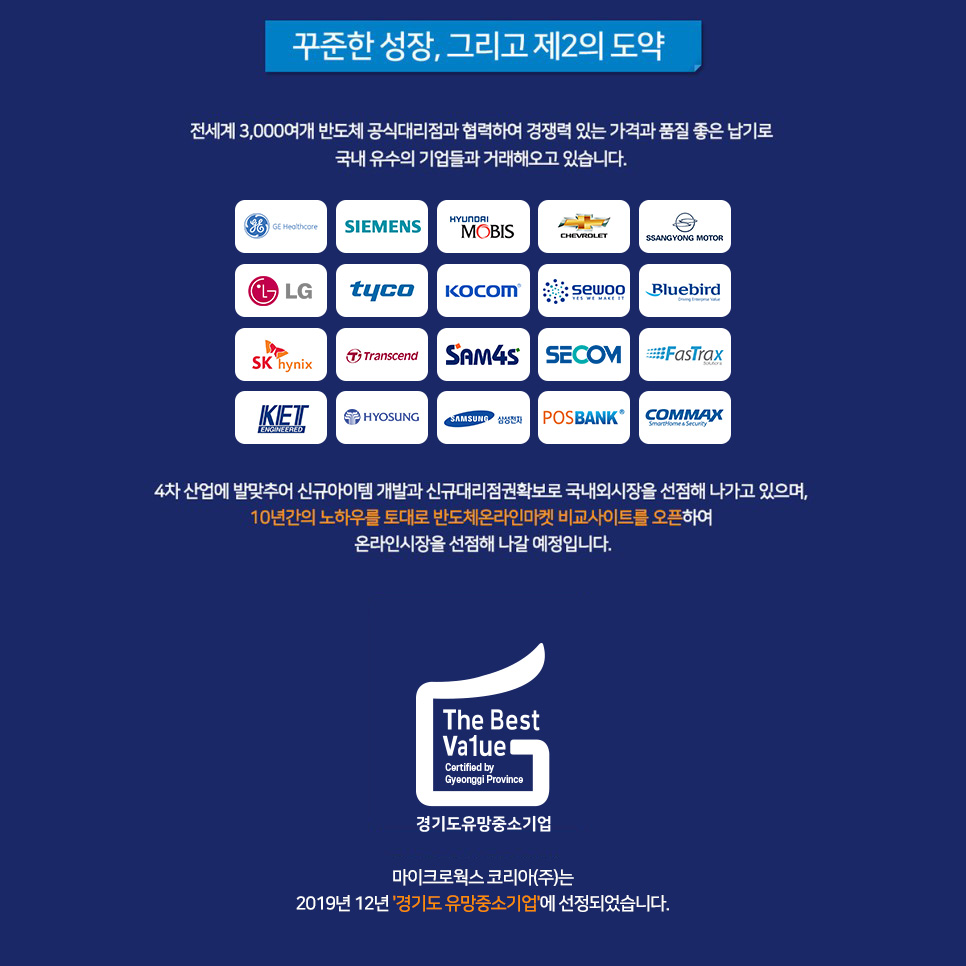 꾸준한 성장, 그리고 제2의 도약
전세계 3,000여개 반도체 공식대리점과 협력하여 경쟁력 있는 가격과 품질 좋은 납기로
국내 유수의 기업들과 거래해오고 있습니다.
GE Healthcare
SIEMENS
HYUNDAI
MOBIS
CHEVROLET
SSANGYONG MOTOR
LG
tyco
KOCOM®
sewoo
YES WE MAKE IT
Bluebird
Driving Enterprise Value
SK hynix
Transcend
SAM4S
SECOM
FasTrax
Solutions
KET
ENGINEERED
HYOSUNG
SAMSUNG 삼성전자
POSBANK®
COMMAX
SmartHome & Security
4차 산업에 발맞추어 신규아이템 개발과 신규대리점권확보로 국내외시장을 선점해 나가고 있으며,
10년간의 노하우를 토대로 반도체온라인마켓 비교사이트를 오픈하여
온라인시장을 선점해 나갈 예정입니다.
The Best
Va1ue
Certified by
Gyeonggi Province
경기도유망중소기업
마이크로웍스 코리아(주)는
2019년 12년 '경기도 유망중소기업'에 선정되었습니다.